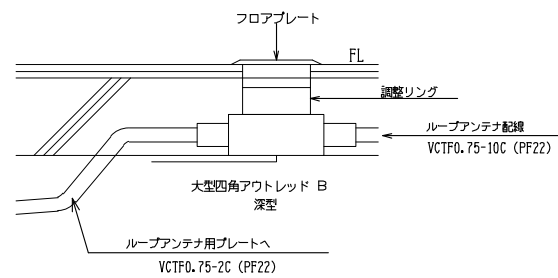 フロアプレート
FL
調整リング
ループアンテナ配線
VCTF0.75-10C (PF22)
大型四角アウトレッド B
深型
ループアンテナ用プレートへ
VCTF0.75-2C (PF22)